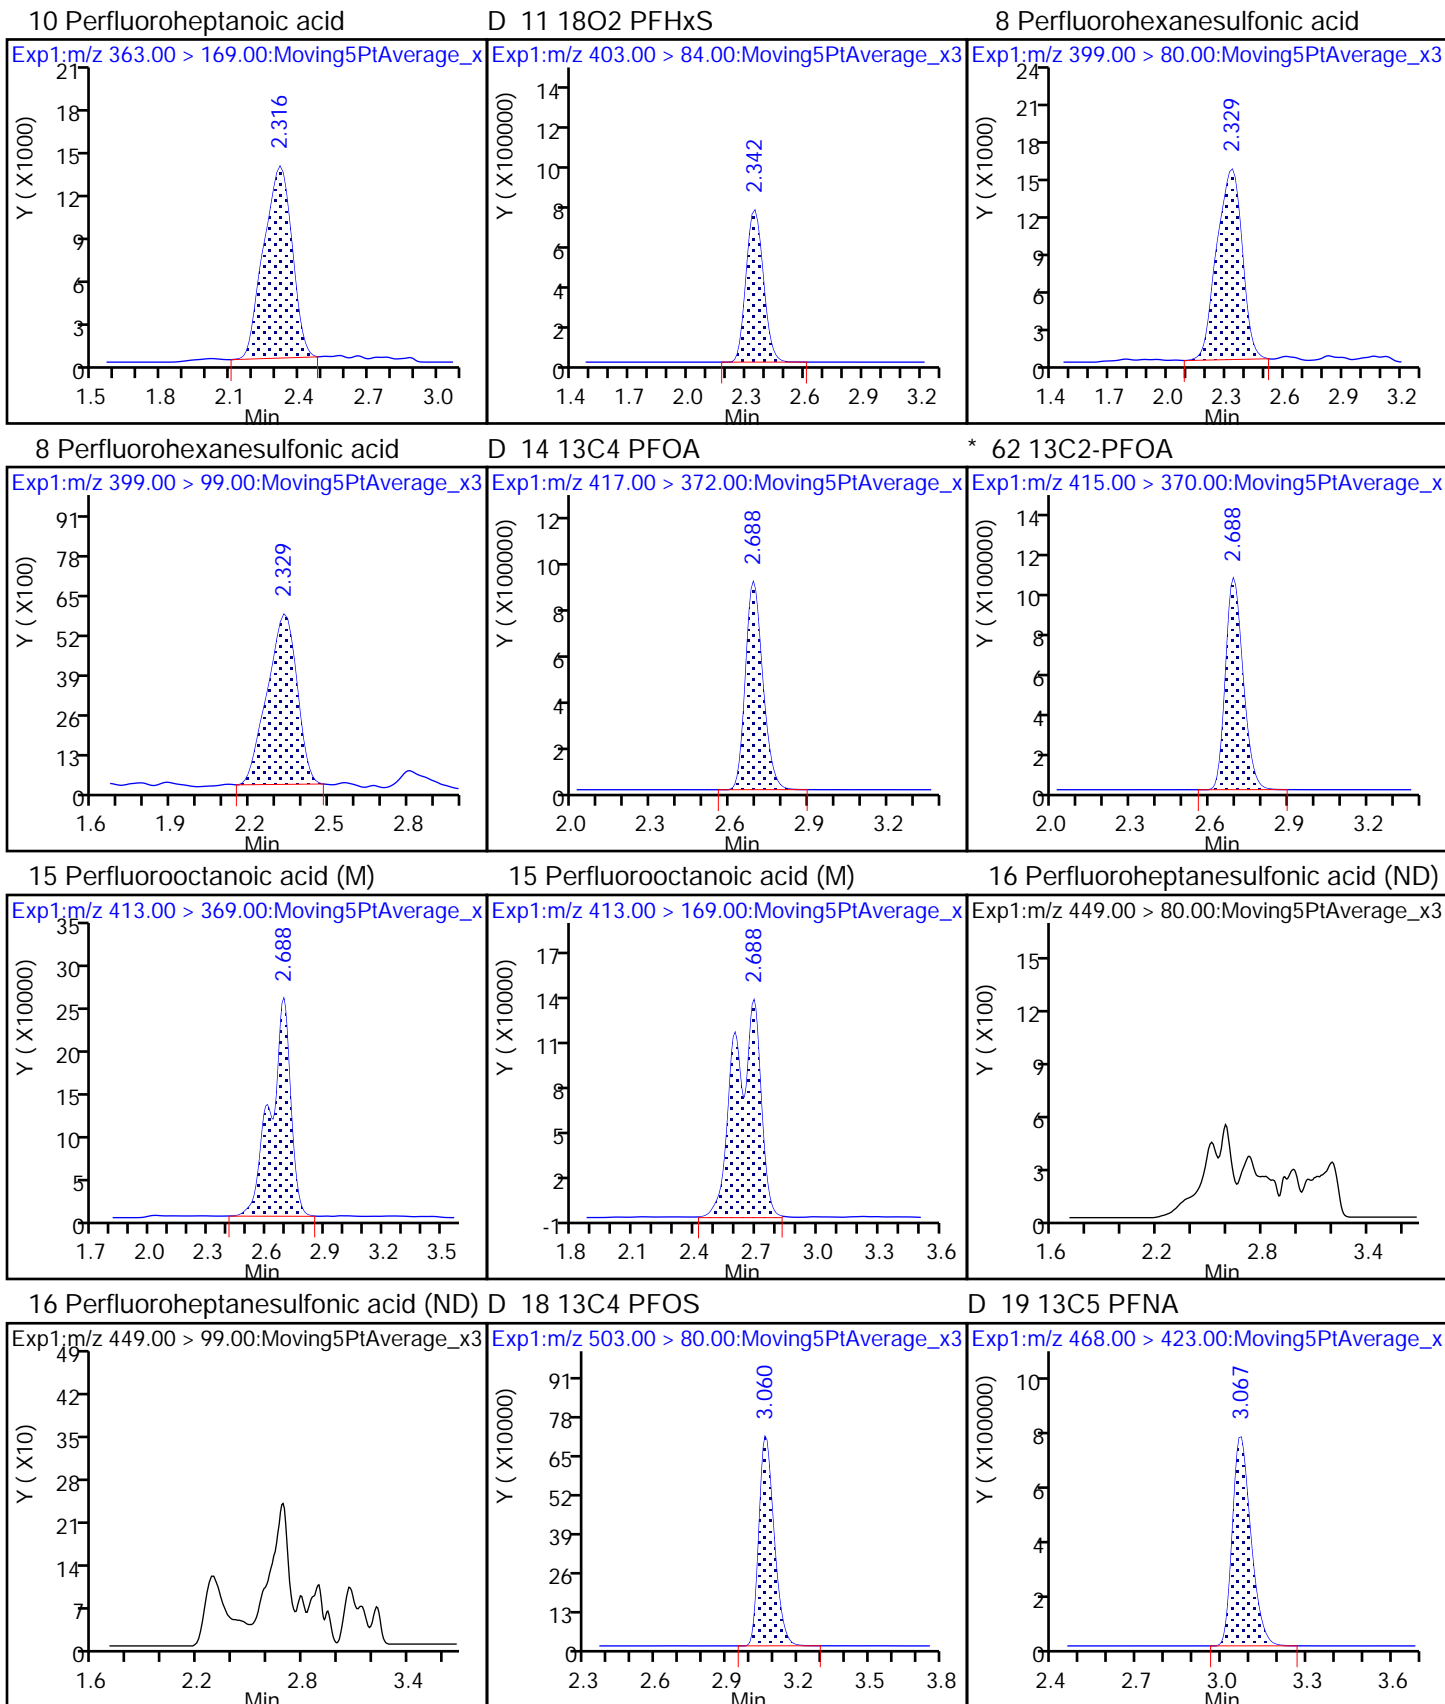 10 Perfluoroheptanoic acid
Exp1:m/z 363.00 > 169.00:Moving5PtAverage_x
Y ( X1000)
21
18
15
12
9
6
3
0
2.316
1.5 1.8 2.1 2.4 2.7 3.0
Min
D 11 18O2 PFHxS
Exp1:m/z 403.00 > 84.00:Moving5PtAverage_x3
Y ( X100000)
14
12
10
8
6
4
2
0
2.342
1.4 1.7 2.0 2.3 2.6 2.9 3.2
Min
8 Perfluorohexanesulfonic acid
Exp1:m/z 399.00 > 80.00:Moving5PtAverage_x3
Y ( X1000)
24
21
18
15
12
9
6
3
0
2.329
1.4 1.7 2.0 2.3 2.6 2.9 3.2
Min
8 Perfluorohexanesulfonic acid
Exp1:m/z 399.00 > 99.00:Moving5PtAverage_x3
Y ( X100)
91
78
65
52
39
26
13
0
2.329
1.6 1.9 2.2 2.5 2.8
Min
D 14 13C4 PFOA
Exp1:m/z 417.00 > 372.00:Moving5PtAverage_x
Y ( X100000)
12
10
8
6
4
2
0
2.688
2.0 2.3 2.6 2.9 3.2
Min
* 62 13C2-PFOA
Exp1:m/z 415.00 > 370.00:Moving5PtAverage_x
Y ( X100000)
14
12
10
8
6
4
2
0
2.688
2.0 2.3 2.6 2.9 3.2
Min
15 Perfluorooctanoic acid (M)
Exp1:m/z 413.00 > 369.00:Moving5PtAverage_x
Y ( X10000)
35
30
25
20
15
10
5
0
2.688
1.7 2.0 2.3 2.6 2.9 3.2 3.5
Min
15 Perfluorooctanoic acid (M)
Exp1:m/z 413.00 > 169.00:Moving5PtAverage_x
Y ( X10000)
17
14
11
8
5
2
-1
2.688
1.8 2.1 2.4 2.7 3.0 3.3 3.6
Min
16 Perfluoroheptanesulfonic acid (ND)
Exp1:m/z 449.00 > 80.00:Moving5PtAverage_x3
Y ( X100)
15
12
9
6
3
0
1.6 2.2 2.8 3.4
Min
16 Perfluoroheptanesulfonic acid (ND)
Exp1:m/z 449.00 > 99.00:Moving5PtAverage_x3
Y ( X10)
49
42
35
28
21
14
7
0
1.6 2.2 2.8 3.4
Min
D 18 13C4 PFOS
Exp1:m/z 503.00 > 80.00:Moving5PtAverage_x3
Y ( X10000)
91
78
65
52
39
26
13
0
3.060
2.3 2.6 2.9 3.2 3.5 3.8
Min
D 19 13C5 PFNA
Exp1:m/z 468.00 > 423.00:Moving5PtAverage_x
Y ( X100000)
10
8
6
4
2
0
3.067
2.4 2.7 3.0 3.3 3.6
Min